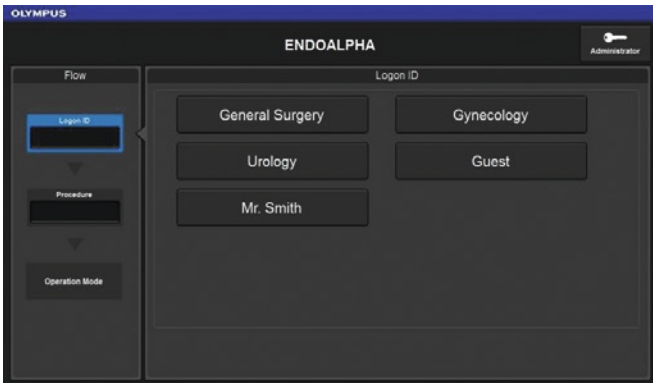 OLYMPUS
ENDOALPHA
Administrator
Flow
Logon ID
Logon ID
General Surgery
Gynecology
Urology
Guest
Procedure
Mr. Smith
Operation Mode